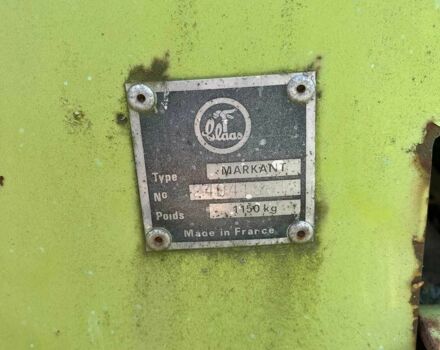 Claas
Type MARKANT
No
Poids 1150 kg
Made in France